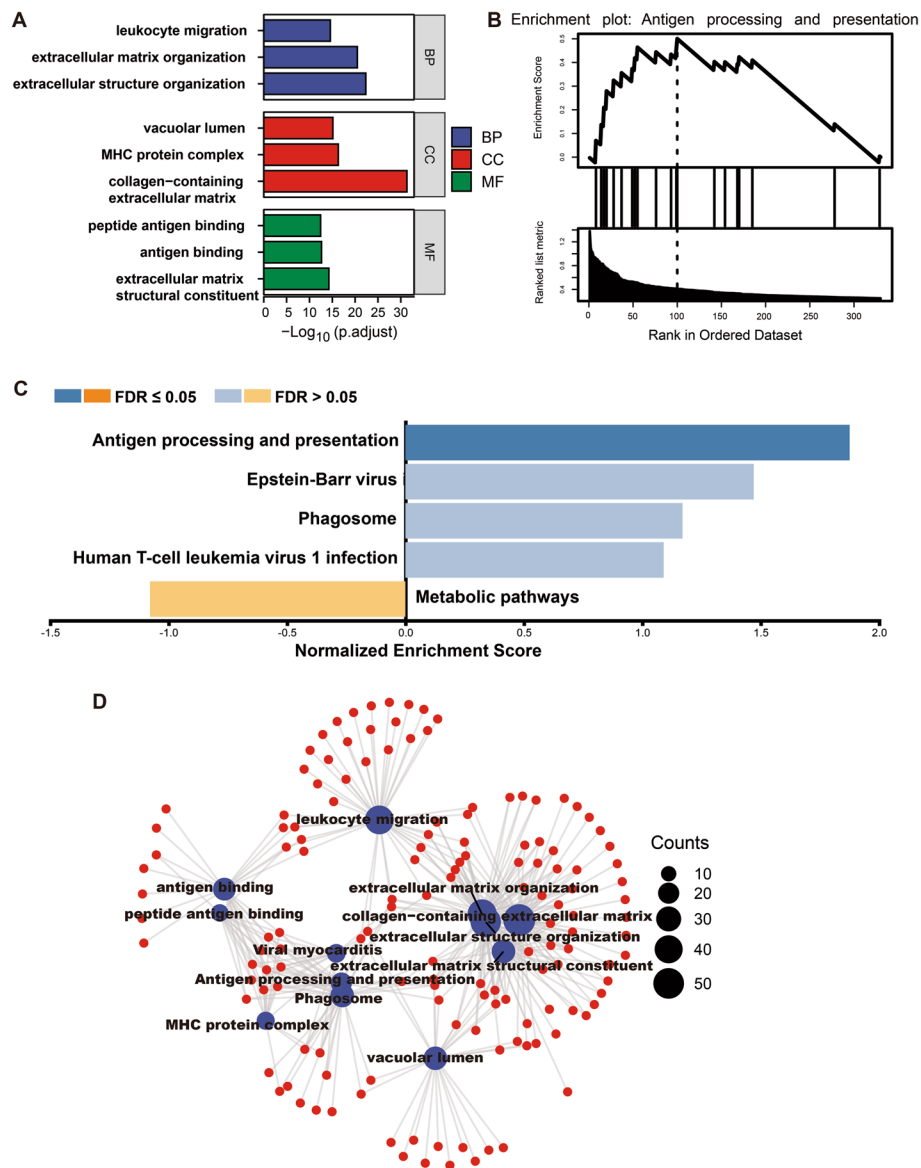 A
leukocyte migration
extracellular matrix organization
extracellular structure organization
BP
vacuolar lumen
MHC protein complex
collagen−containing
extracellular matrix
CC
peptide antigen binding
antigen binding
extracellular matrix
structural constituent
MF
0 5 10 15 20 25 30
−Log10 (p.adjust)
BP
CC
MF
B
Enrichment plot: Antigen processing and presentation
Enrichment Score
0.5
0.4
0.3
0.2
0.1
0.0
Ranked list metric
1.2
0.8
0.4
0 50 100 150 200 250 300
Rank in Ordered Dataset
C
FDR ≤ 0.05 FDR > 0.05
Antigen processing and presentation
Epstein-Barr virus
Phagosome
Human T-cell leukemia virus 1 infection
Metabolic pathways
-1.5 -1.0 -0.5 0.0 0.5 1.0 1.5 2.0
Normalized Enrichment Score
D
leukocyte migration
antigen binding
peptide antigen binding
extracellular matrix organization
collagen−containing extracellular matrix
extracellular structure organization
Viral myocarditis
extracellular matrix structural constituent
Antigen processing and presentation
Phagosome
MHC protein complex
vacuolar lumen
Counts
10
20
30
40
50